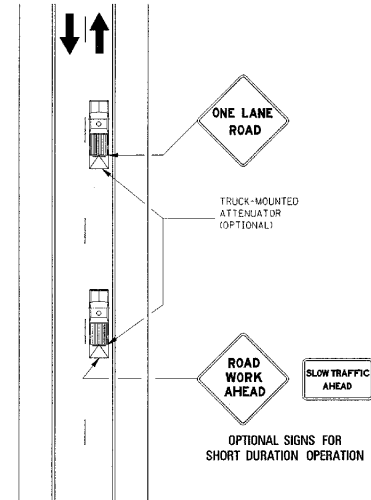 ONE LANE
ROAD
TRUCK-MOUNTED
ATTENUATOR
(OPTIONAL)
ROAD
WORK
AHEAD
SLOW TRAFFIC
AHEAD
OPTIONAL SIGNS FOR
SHORT DURATION OPERATION